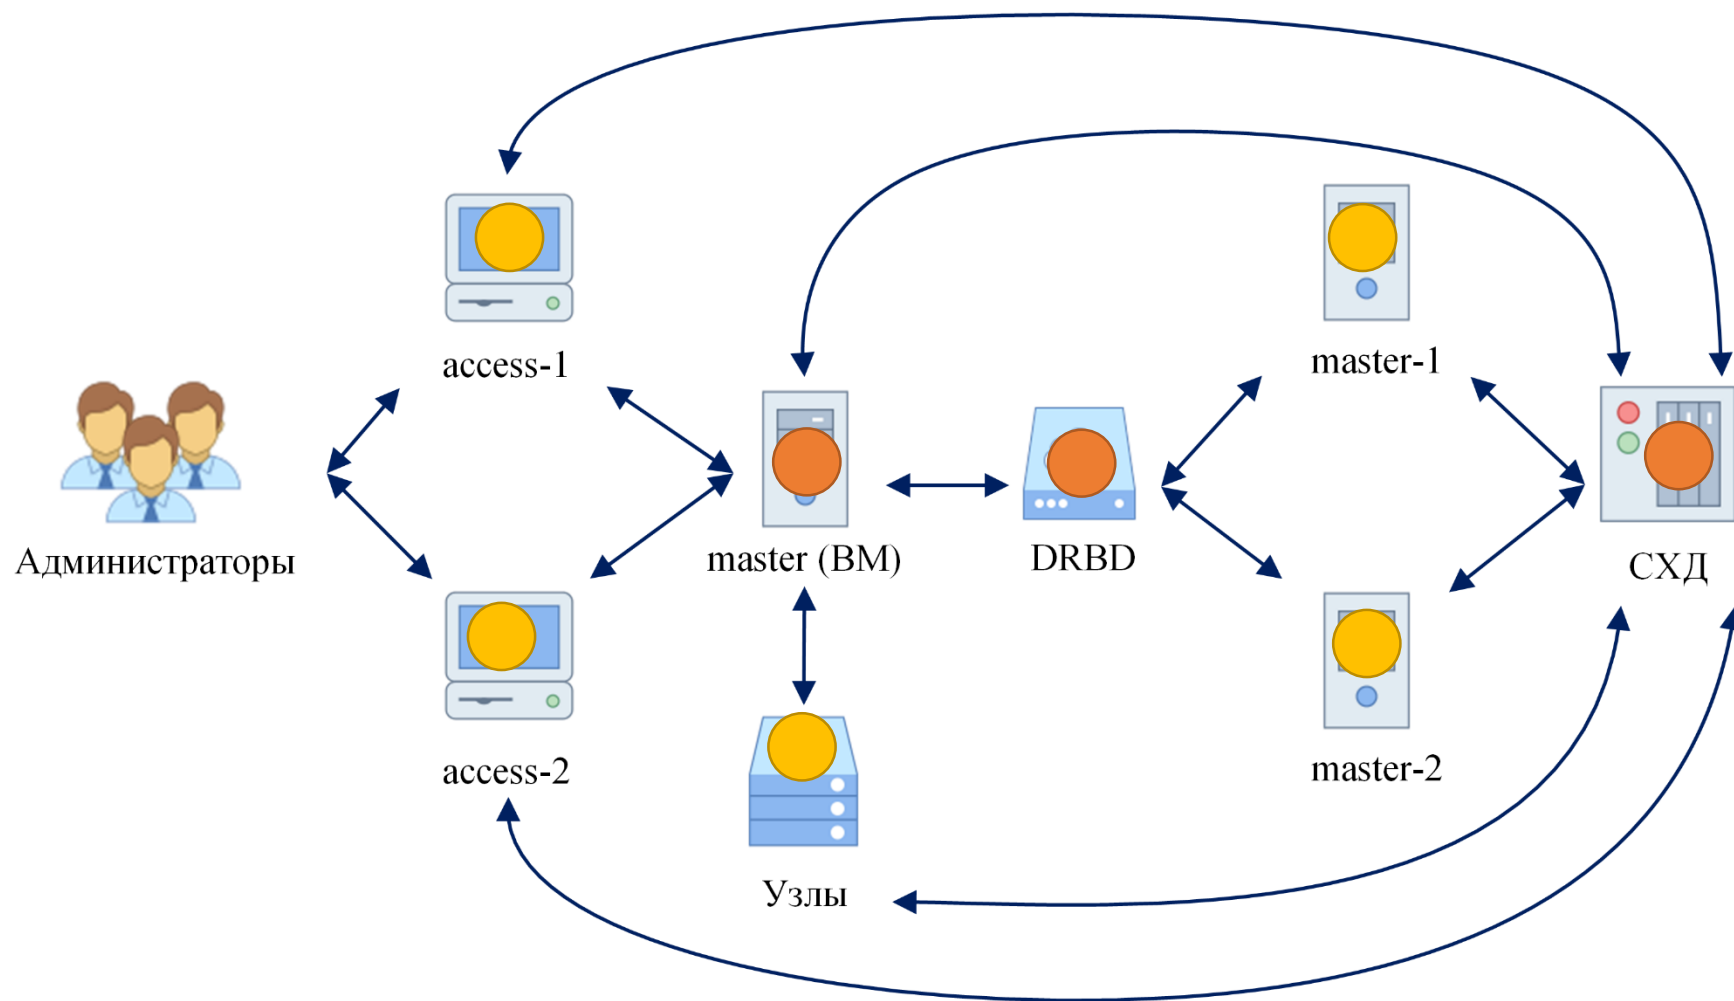 access-1
master-1
Администраторы
master (ВМ)
DRBD
СХД
access-2
master-2
Узлы